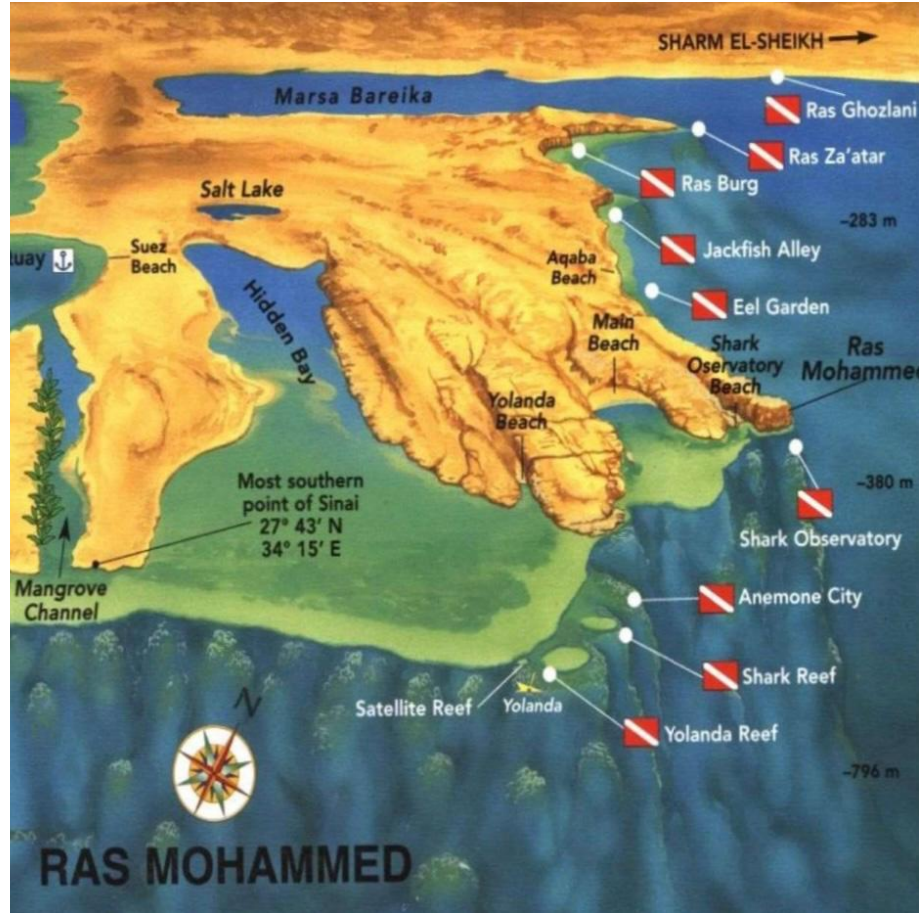 SHARM EL-SHEIKH
Marsa Bareika
Ras Ghozlani
Ras Za'atar
Ras Burg
Salt Lake
-283 m
Suez
Beach
Jackfish Alley
Aqaba
Beach
Hidden Bay
Eel Garden
Main
Beach
Shark
Oservatory
Beach
Ras
Mohammed
Yolanda
Beach
Most southern
point of Sinai
27° 43' N
34° 15' E
-380 m
Shark Observatory
Mangrove
Channel
Anemone City
Shark Reef
Satellite Reef
Yolanda
Yolanda Reef
N
-796 m
RAS MOHAMMED